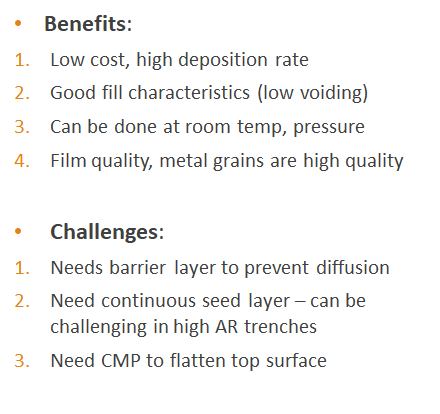 • Benefits:
1. Low cost, high deposition rate
2. Good fill characteristics (low voiding)
3. Can be done at room temp, pressure
4. Film quality, metal grains are high quality
• Challenges:
1. Needs barrier layer to prevent diffusion
2. Need continuous seed layer – can be
challenging in high AR trenches
3. Need CMP to flatten top surface